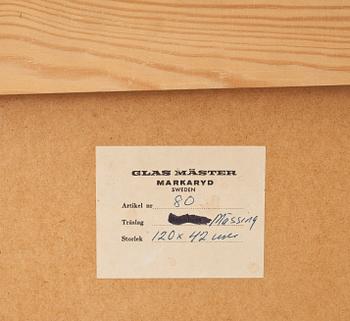 GLAS MÄSTER
MARKARYD
SWEDEN
Artikel nr 80
Träslag Mässing
Storlek 120 x 42 cm